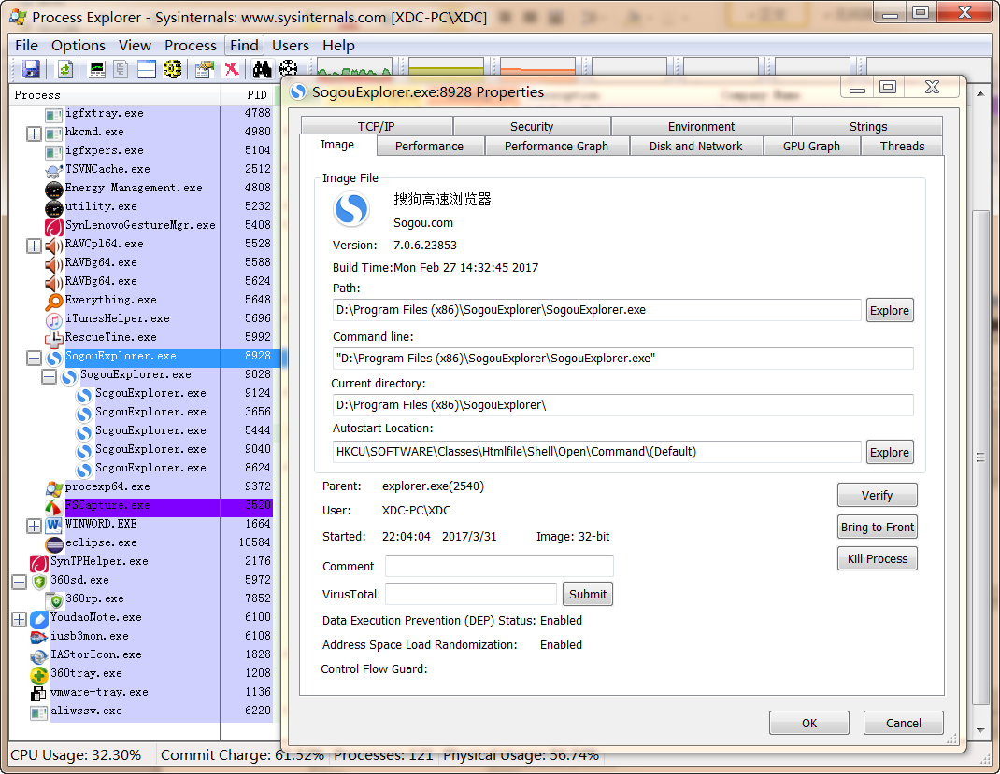 Process Explorer - Sysinternals: www.sysinternals.com [XDC-PC\XDC]
File Options View Process Find Users Help
Process PID
igfxtray.exe 4788
hkcmd.exe 4980
igfxpers.exe 5104
TSVNCache.exe 2512
Energy Management.exe 4808
utility.exe 5232
SynLenovoGestureMgr.exe 5408
RAVCpl64.exe 5528
RAVBg64.exe 5588
RAVBg64.exe 5624
Everything.exe 5648
iTunesHelper.exe 5696
RescueTime.exe 5992
SogouExplorer.exe 8928
SogouExplorer.exe 9028
SogouExplorer.exe 9124
SogouExplorer.exe 3656
SogouExplorer.exe 5444
SogouExplorer.exe 9040
SogouExplorer.exe 8624
procexp64.exe 9372
FSCapture.exe 3520
WINWORD.EXE 1664
eclipse.exe 10584
SynTPHelper.exe 2176
360sd.exe 5972
360rp.exe 7852
YoudaoNote.exe 6100
iusb3mon.exe 6108
IAStorIcon.exe 1828
360tray.exe 1208
vmware-tray.exe 1136
aliwssv.exe 6220
CPU Usage: 32.30% Commit Charge: 61.52% Processes: 121 Physical Usage: 56.74%
SogouExplorer.exe:8928 Properties
TCP/IP Security Environment Strings
Image Performance Performance Graph Disk and Network GPU Graph Threads
Image File
搜狗高速浏览器
Sogou.com
Version: 7.0.6.23853
Build Time:Mon Feb 27 14:32:45 2017
Path:
D:\Program Files (x86)\SogouExplorer\SogouExplorer.exe Explore
Command line:
"D:\Program Files (x86)\SogouExplorer\SogouExplorer.exe"
Current directory:
D:\Program Files (x86)\SogouExplorer\
Autostart Location:
HKCU\SOFTWARE\Classes\Htmlfile\Shell\Open\Command\(Default) Explore
Parent: explorer.exe(2540)
Verify
User: XDC-PC\XDC
Bring to Front
Started: 22:04:04 2017/3/31 Image: 32-bit
Kill Process
Comment
VirusTotal: Submit
Data Execution Prevention (DEP) Status: Enabled
Address Space Load Randomization: Enabled
Control Flow Guard:
OK Cancel